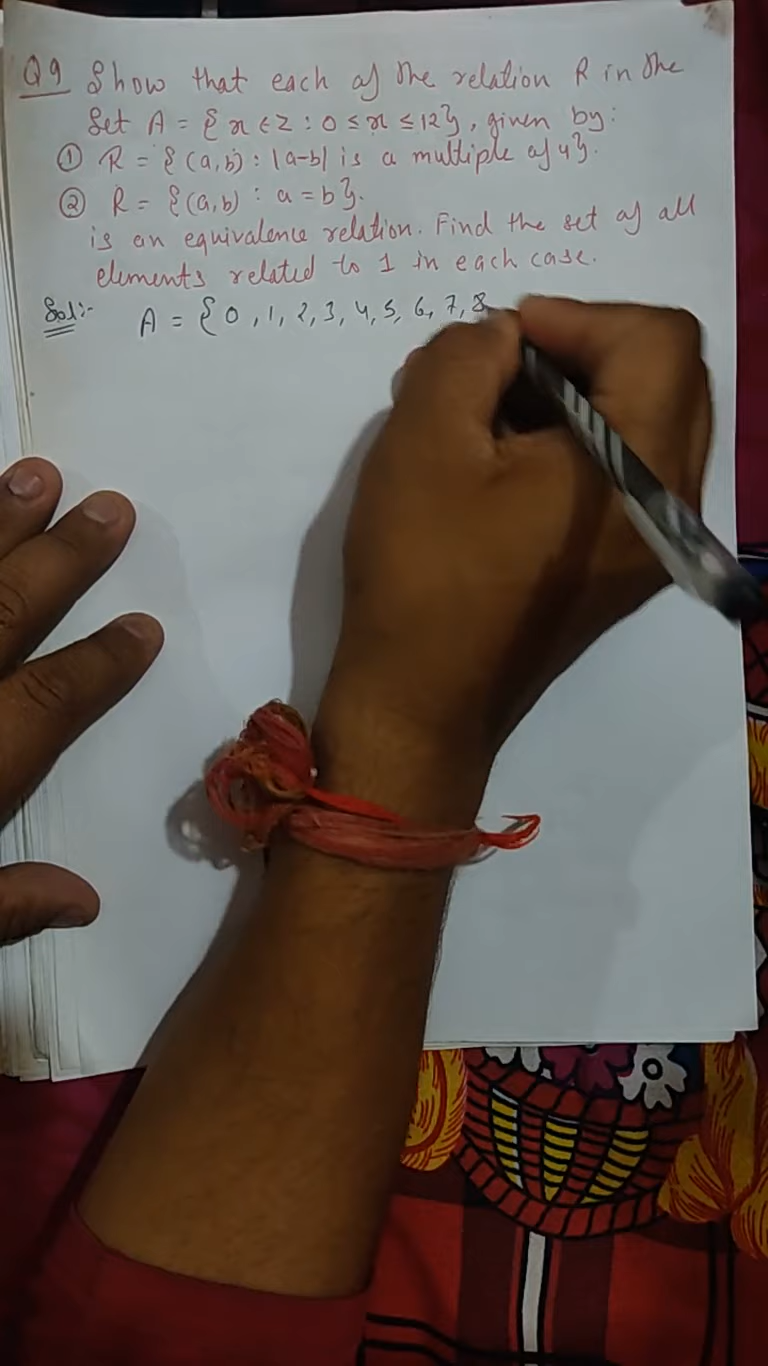 Q9 Show that each of the relation R in the
Set A = { x ∈ Z : 0 ≤ x ≤ 12}, given by:
① R = { (a,b) : |a-b| is a multiple of 4}.
② R = {(a,b) : a = b}.
is an equivalence relation. Find the set of all
elements related to 1 in each case.
Sol:- A = { 0, 1, 2, 3, 4, 5, 6, 7, 8